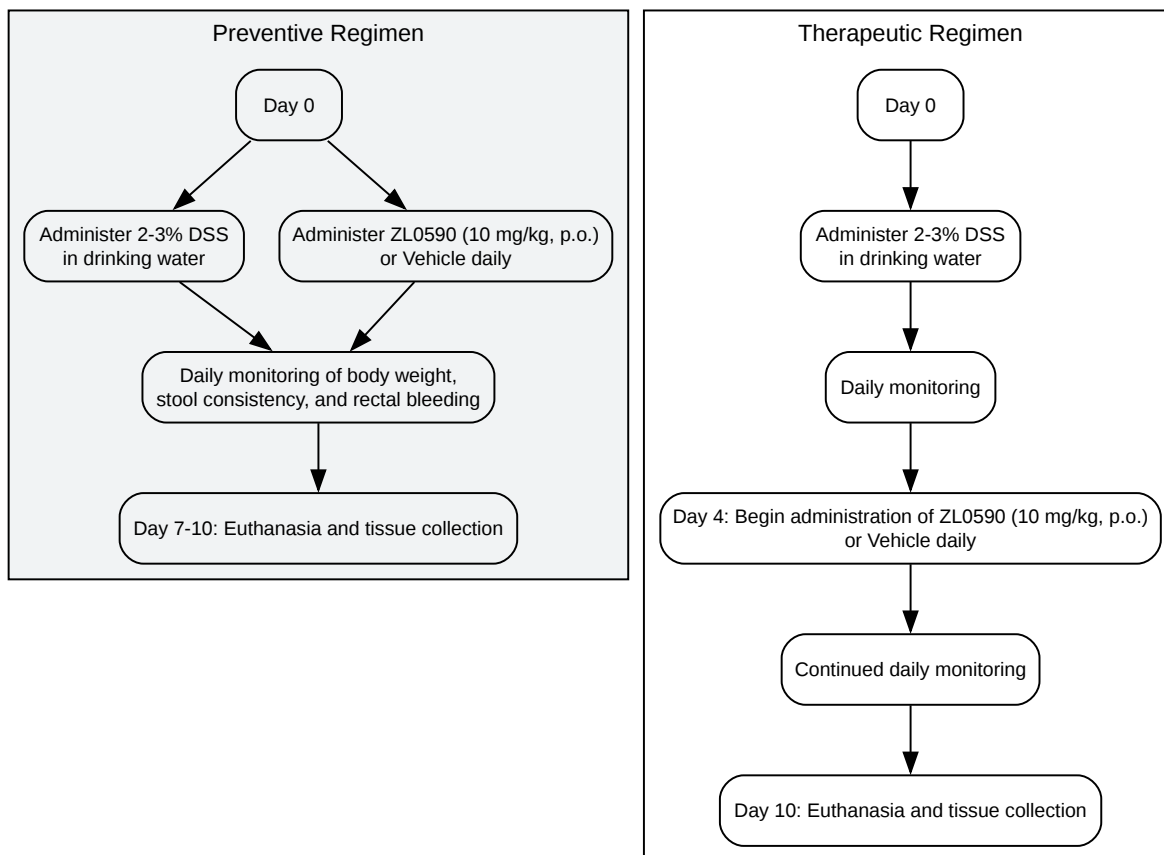 Preventive Regimen
Day 0
Administer 2-3% DSS
in drinking water
Administer ZL0590 (10 mg/kg, p.o.)
or Vehicle daily
Daily monitoring of body weight,
stool consistency, and rectal bleeding
Day 7-10: Euthanasia and tissue collection
Therapeutic Regimen
Day 0
Administer 2-3% DSS
in drinking water
Daily monitoring
Day 4: Begin administration of ZL0590 (10 mg/kg, p.o.)
or Vehicle daily
Continued daily monitoring
Day 10: Euthanasia and tissue collection